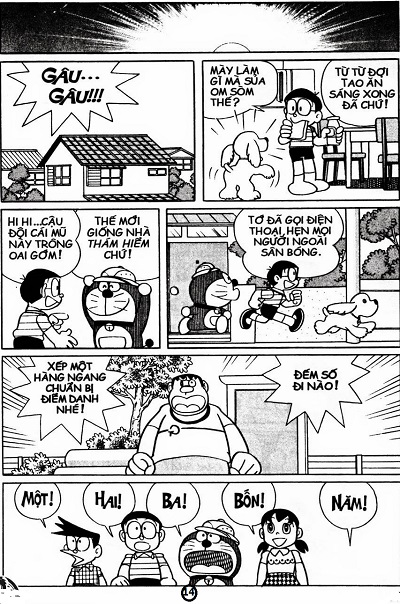 GÂU...
GÂU!!!
MÀY LÀM
GÌ MÀ SỦA
OM SÒM
THẾ?
TỪ TỪ ĐỢI
TAO ĂN
SÁNG XONG
ĐÃ CHỨ!
HI HI...CẬU
ĐỘI CÁI MŨ
NÀY TRÔNG
OAI GỚM!
THẾ MỚI
GIỐNG NHÀ
THÁM HIỂM
CHỨ!
TỚ ĐÃ GỌI ĐIỆN
THOẠI, HẸN MỌI
NGƯỜI NGOÀI
SÂN BÓNG.
XẾP MỘT
HÀNG NGANG
CHUẨN BỊ
ĐIỂM DANH
NHÉ!
ĐẾM SỐ
ĐI NÀO!
MỘT!
HAI!
BA!
BỐN!
NĂM!
14